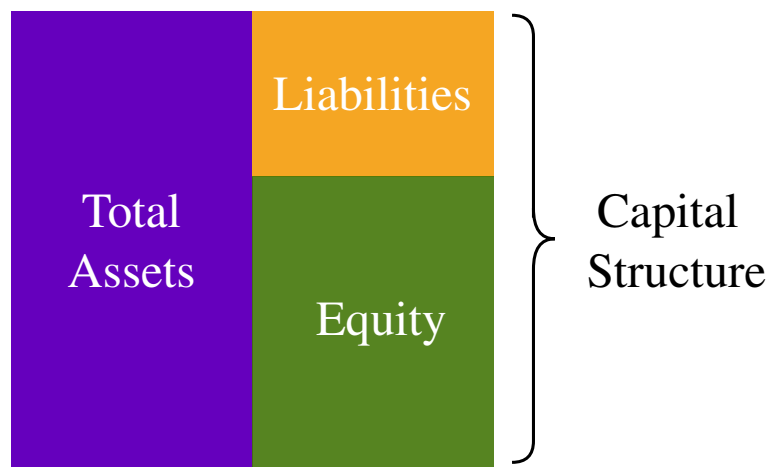 Total
Assets
Liabilities
Equity
Capital
Structure